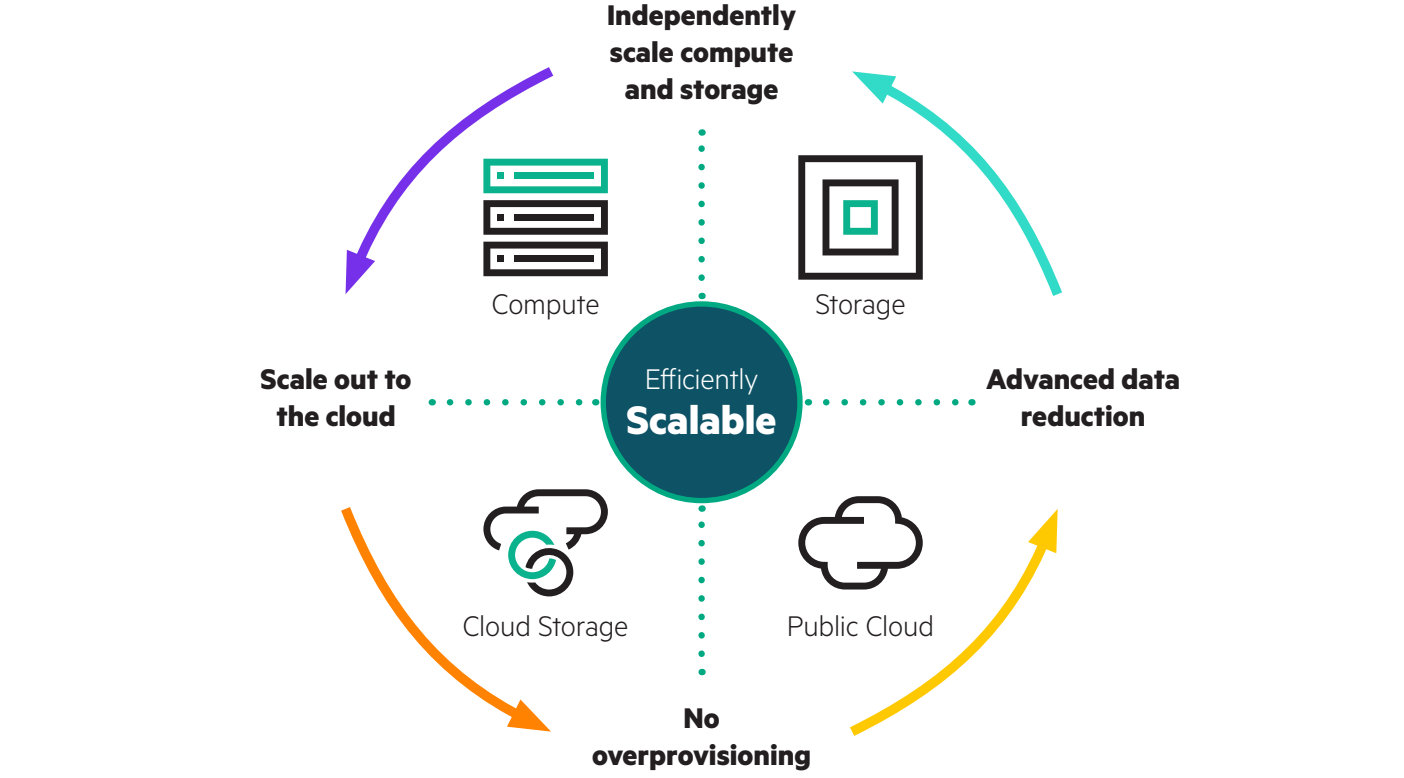 Independently
scale compute
and storage
Compute
Storage
Scale out to
the cloud
Efficiently
Scalable
Advanced data
reduction
Cloud Storage
Public Cloud
No
overprovisioning